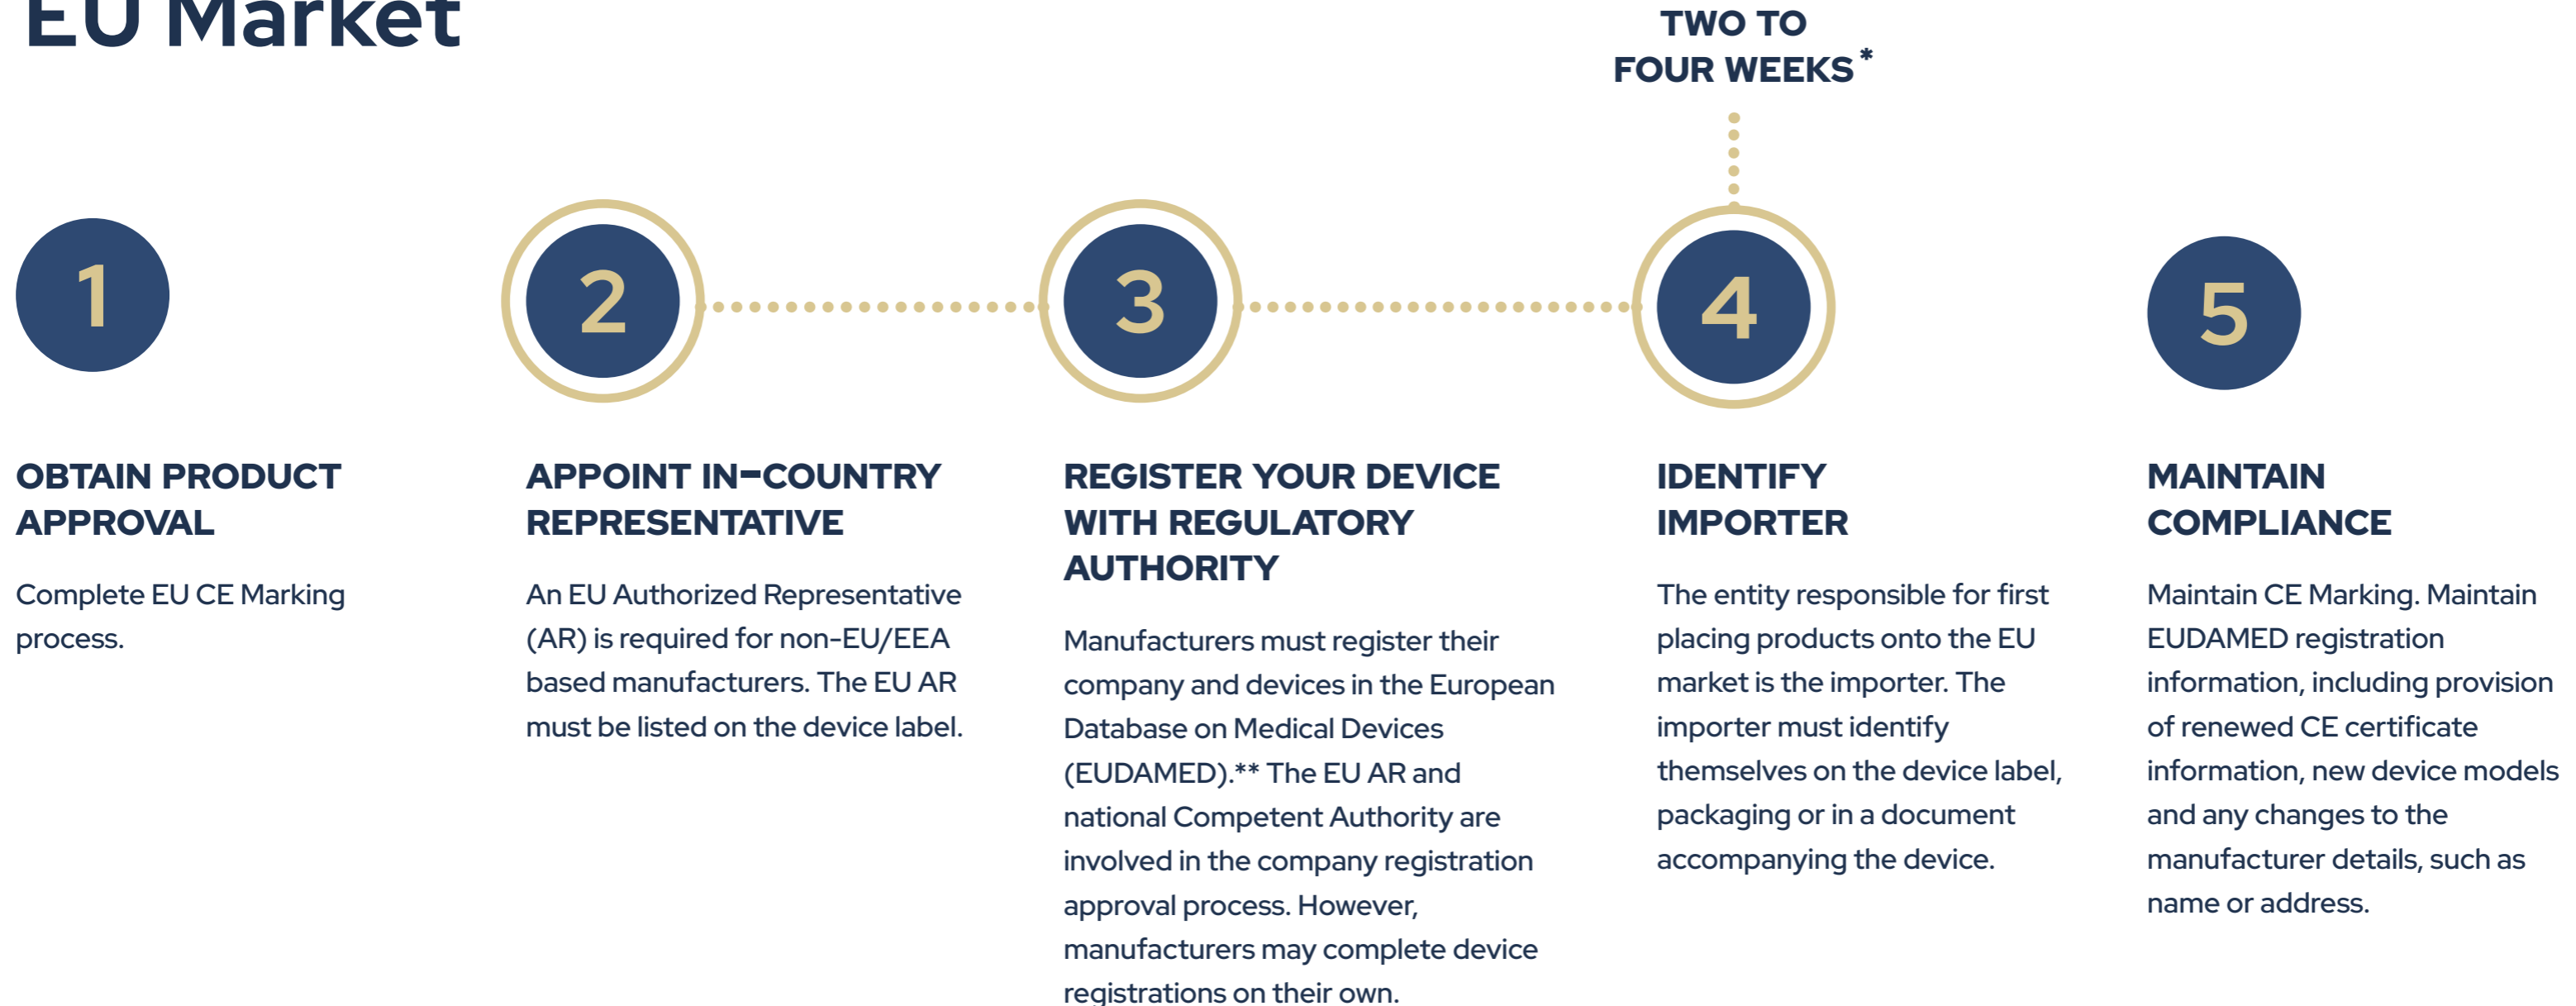 EU Market
TWO TO
FOUR WEEKS*
1
2
3
4
5
OBTAIN PRODUCT
APPROVAL
Complete EU CE Marking
process.
APPOINT IN-COUNTRY
REPRESENTATIVE
An EU Authorized Representative
(AR) is required for non-EU/EEA
based manufacturers. The EU AR
must be listed on the device label.
REGISTER YOUR DEVICE
WITH REGULATORY
AUTHORITY
Manufacturers must register their
company and devices in the European
Database on Medical Devices
(EUDAMED).** The EU AR and
national Competent Authority are
involved in the company registration
approval process. However,
manufacturers may complete device
registrations on their own.
IDENTIFY
IMPORTER
The entity responsible for first
placing products onto the EU
market is the importer. The
importer must identify
themselves on the device label,
packaging or in a document
accompanying the device.
MAINTAIN
COMPLIANCE
Maintain CE Marking. Maintain
EUDAMED registration
information, including provision
of renewed CE certificate
information, new device models
and any changes to the
manufacturer details, such as
name or address.